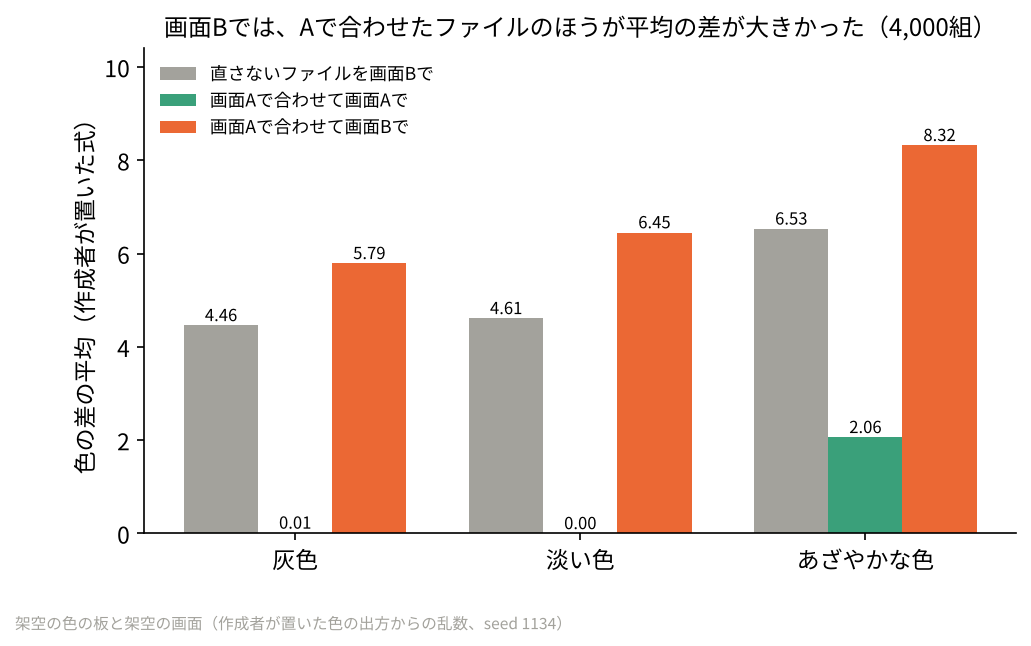 画面Bでは、Aで合わせたファイルのほうが平均の差が大きかった（4,000組）
色の差の平均（作成者が置いた式）
10
8
6
4
2
0
直さないファイルを画面Bで
画面Aで合わせて画面Aで
画面Aで合わせて画面Bで
4.46
0.01
5.79
4.61
0.00
6.45
6.53
2.06
8.32
灰色
淡い色
あざやかな色
架空の色の板と架空の画面（作成者が置いた色の出方からの乱数、seed 1134）